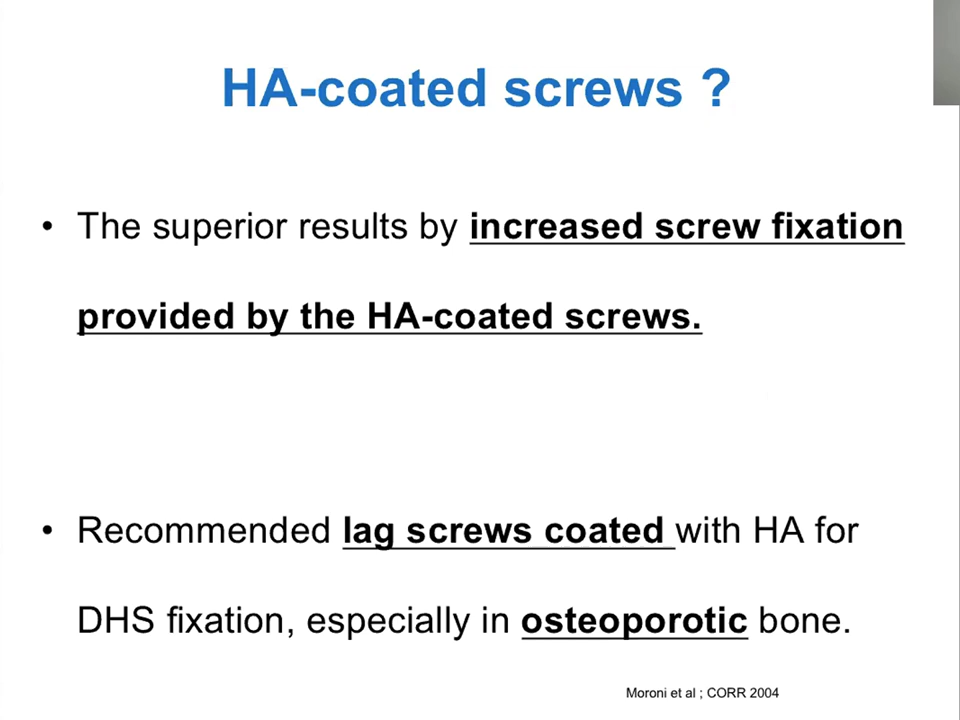 HA-coated screws ?
• The superior results by increased screw fixation
provided by the HA-coated screws.
• Recommended lag screws coated with HA for
DHS fixation, especially in osteoporotic bone.
Moroni et al ; CORR 2004